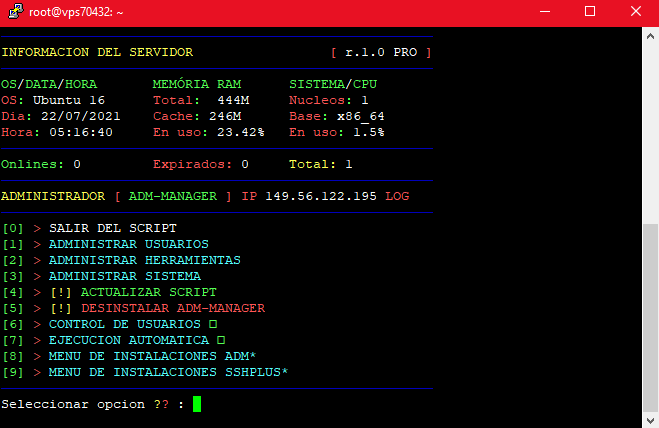 root@vps70432: ~
INFORMACION DEL SERVIDOR [ r.1.0 PRO ]
OS/DATA/HORA MEMÓRIA RAM SISTEMA/CPU
OS: Ubuntu 16 Total: 444M Nucleos: 1
Dia: 22/07/2021 Cache: 246M Base: x86_64
Hora: 05:16:40 En uso: 23.42% En uso: 1.5%
Onlines: 0 Expirados: 0 Total: 1
ADMINISTRADOR [ ADM-MANAGER ] IP 149.56.122.195 LOG
[0] > SALIR DEL SCRIPT
[1] > ADMINISTRAR USUARIOS
[2] > ADMINISTRAR HERRAMIENTAS
[3] > ADMINISTRAR SISTEMA
[4] > [!] ACTUALIZAR SCRIPT
[5] > [!] DESINSTALAR ADM-MANAGER
[6] > CONTROL DE USUARIOS □
[7] > EJECUCION AUTOMATICA □
[8] > MENU DE INSTALACIONES ADM*
[9] > MENU DE INSTALACIONES SSHPLUS*
Seleccionar opcion ?? :